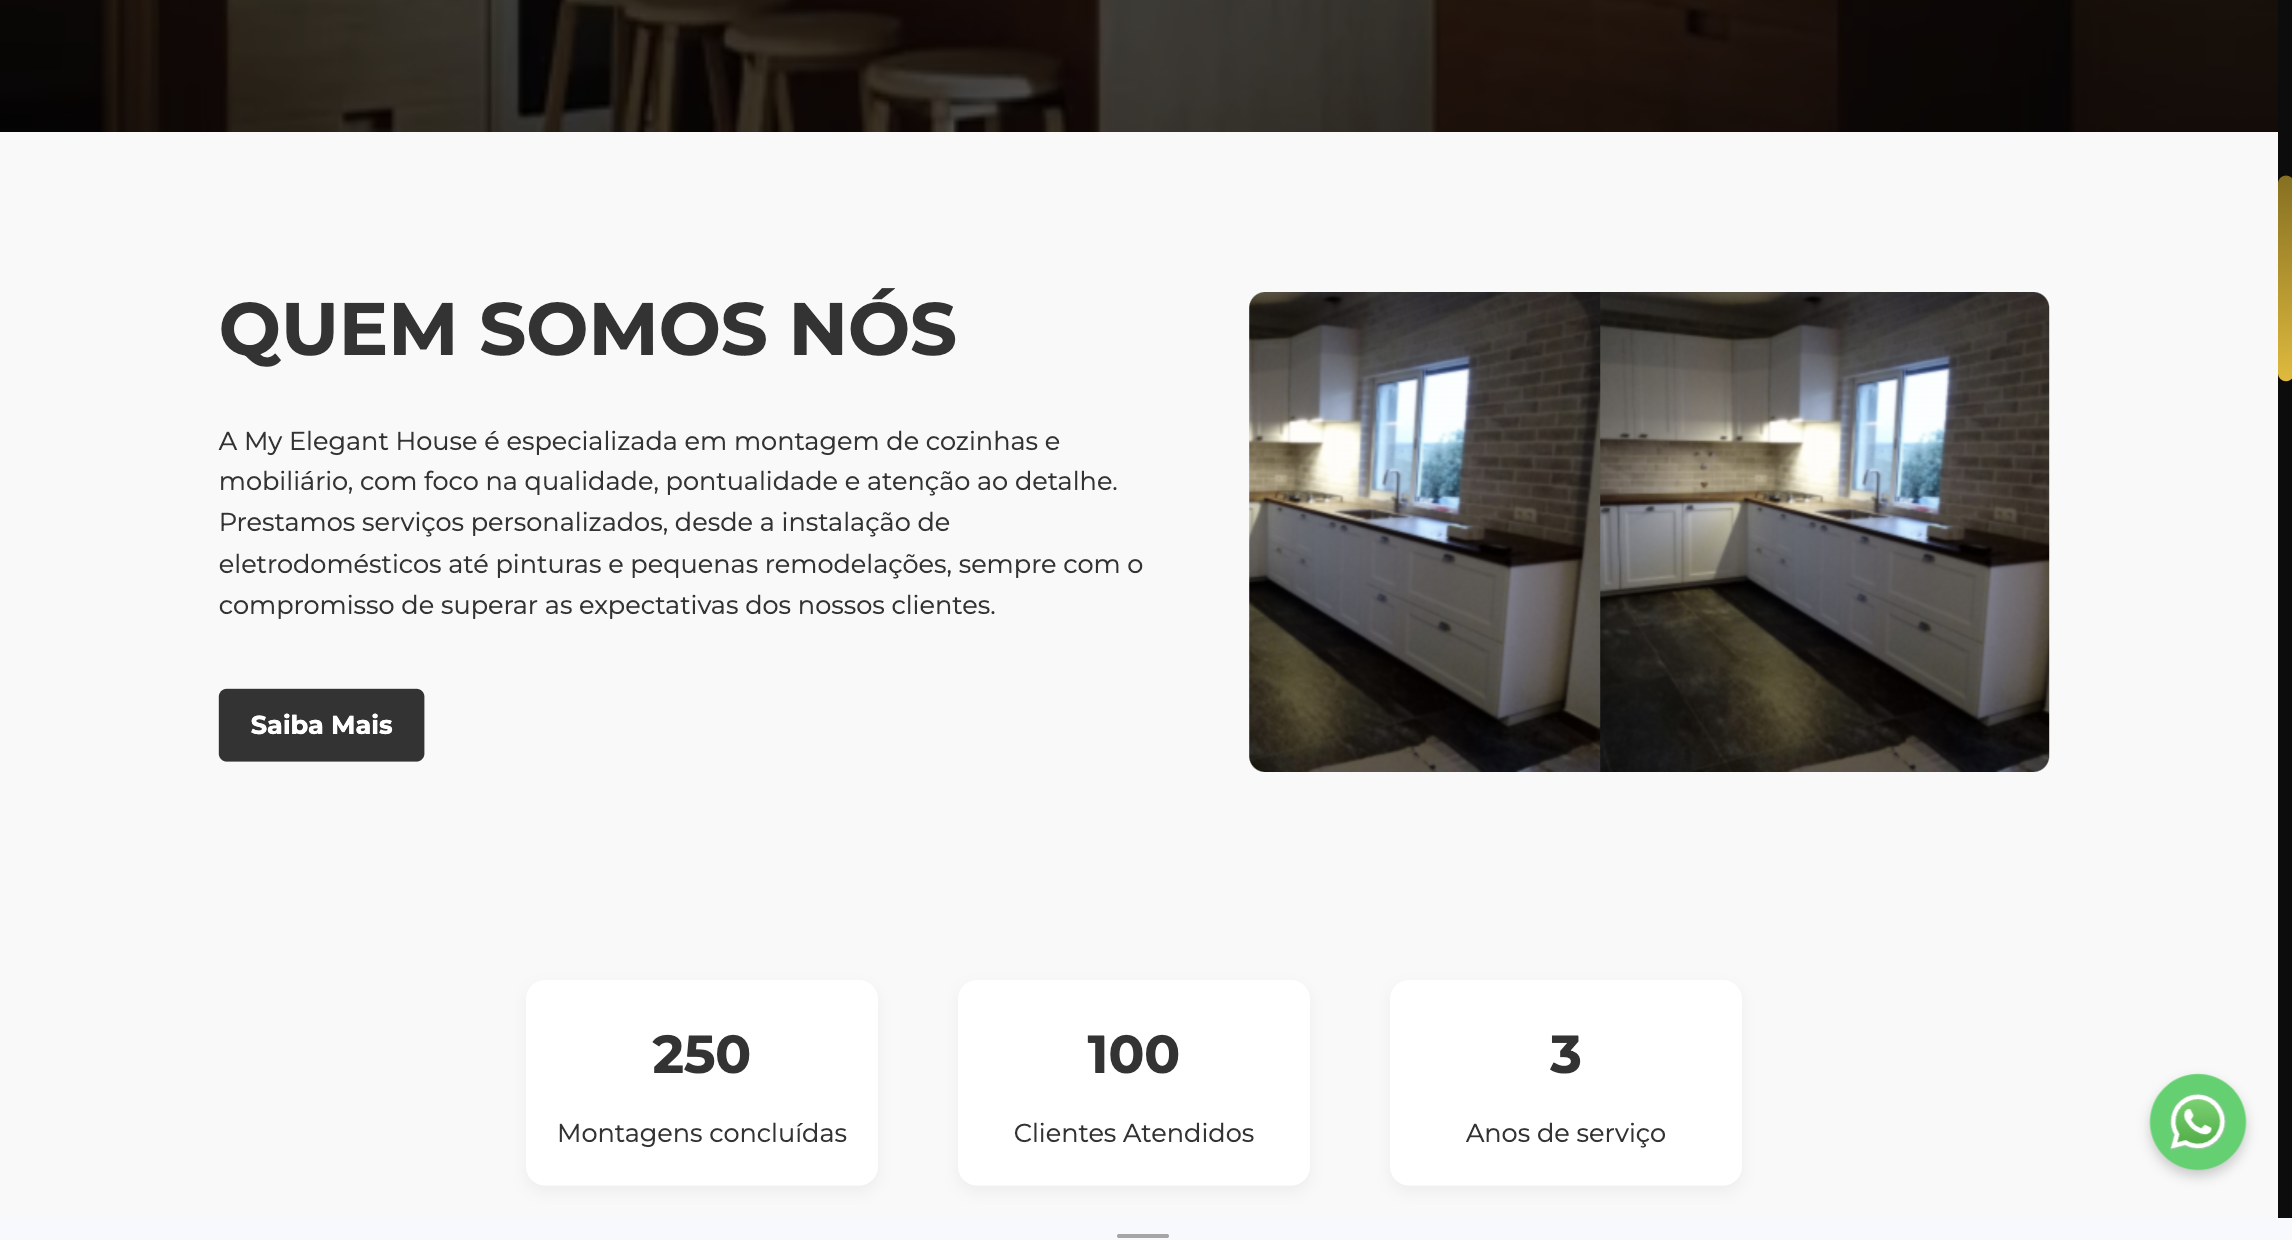 QUEM SOMOS NÓS
A My Elegant House é especializada em montagem de cozinhas e
mobiliário, com foco na qualidade, pontualidade e atenção ao detalhe.
Prestamos serviços personalizados, desde a instalação de
eletrodomésticos até pinturas e pequenas remodelações, sempre com o
compromisso de superar as expectativas dos nossos clientes.
Saiba Mais
250
Montagens concluídas
100
Clientes Atendidos
3
Anos de serviço